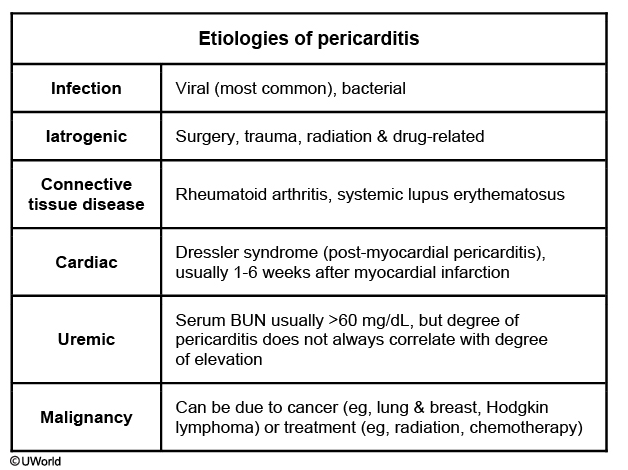 Etiologies of pericarditis
Infection
Viral (most common), bacterial
Iatrogenic
Surgery, trauma, radiation & drug-related
Connective
tissue disease
Rheumatoid arthritis, systemic lupus erythematosus
Cardiac
Dressler syndrome (post-myocardial pericarditis),
usually 1-6 weeks after myocardial infarction
Uremic
Serum BUN usually >60 mg/dL, but degree of
pericarditis does not always correlate with degree
of elevation
Malignancy
Can be due to cancer (eg, lung & breast, Hodgkin
lymphoma) or treatment (eg, radiation, chemotherapy)
©UWorld